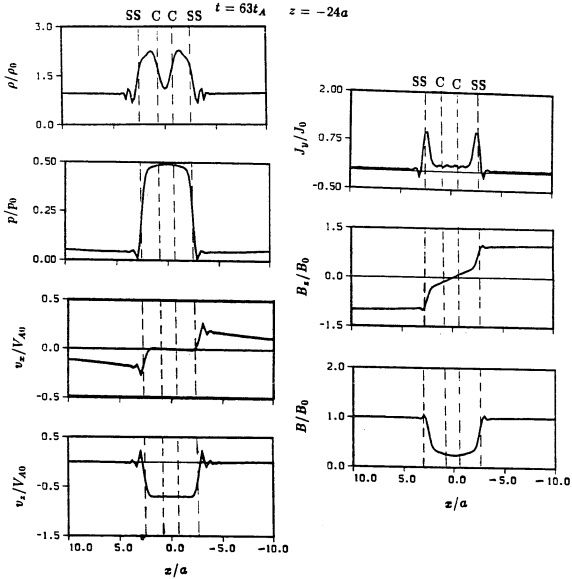 t = 63t_A z = −24a
SS C C SS
3.0
1.5
0.0
ρ/ρ₀
0.50
0.25
0.00
p/p₀
0.5
0.0
-0.5
v_x/V_A0
0.5
-0.5
-1.5
v_z/V_A0
10.0 5.0 0.0 -5.0 -10.0
x/a
SS C C SS
2.00
0.75
-0.50
J_y/J₀
1.5
0.0
-1.5
B_z/B₀
2.0
1.0
0.0
B/B₀
10.0 5.0 0.0 -5.0 -10.0
x/a